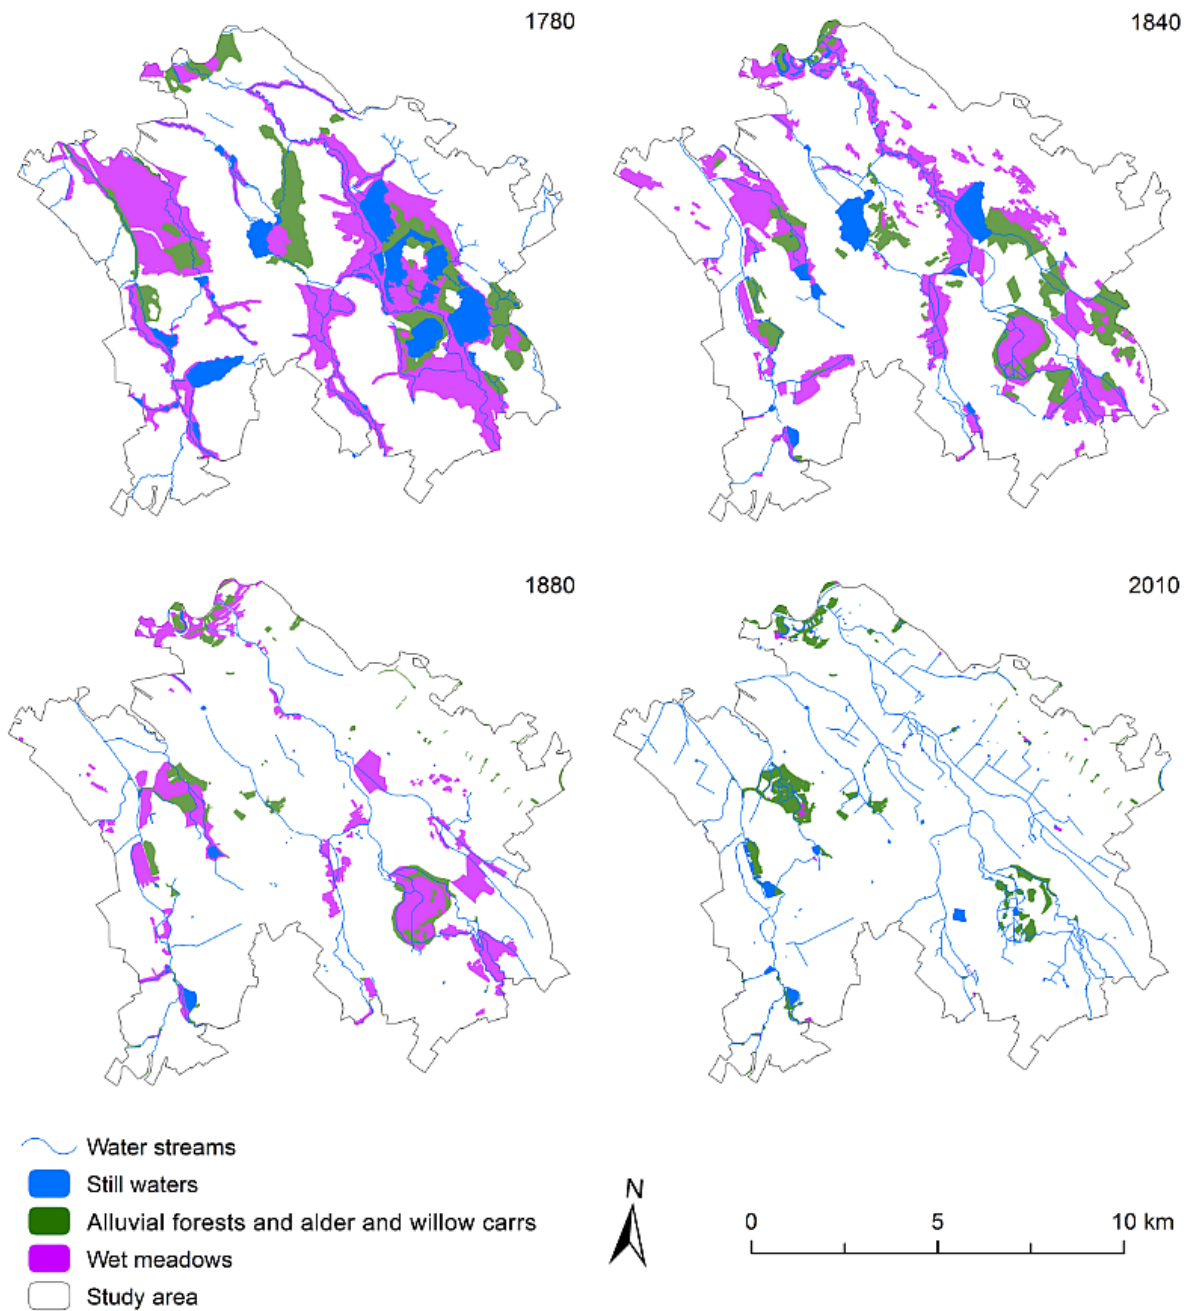 1780
1840
1880
2010
Water streams
Still waters
Alluvial forests and alder and willow carrs
Wet meadows
Study area
N
0 5 10 km